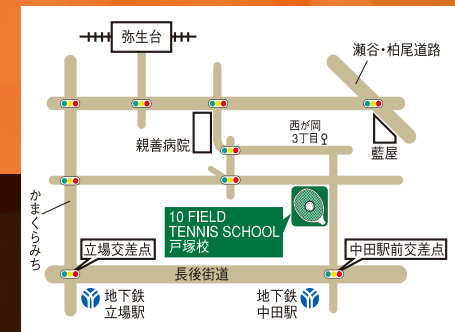 弥生台
瀬谷・柏尾道路
親善病院
西が岡
3丁目
藍屋
かまくらみち
10 FIELD
TENNIS SCHOOL
戸塚校
立場交差点
中田駅前交差点
長後街道
地下鉄
立場駅
地下鉄
中田駅